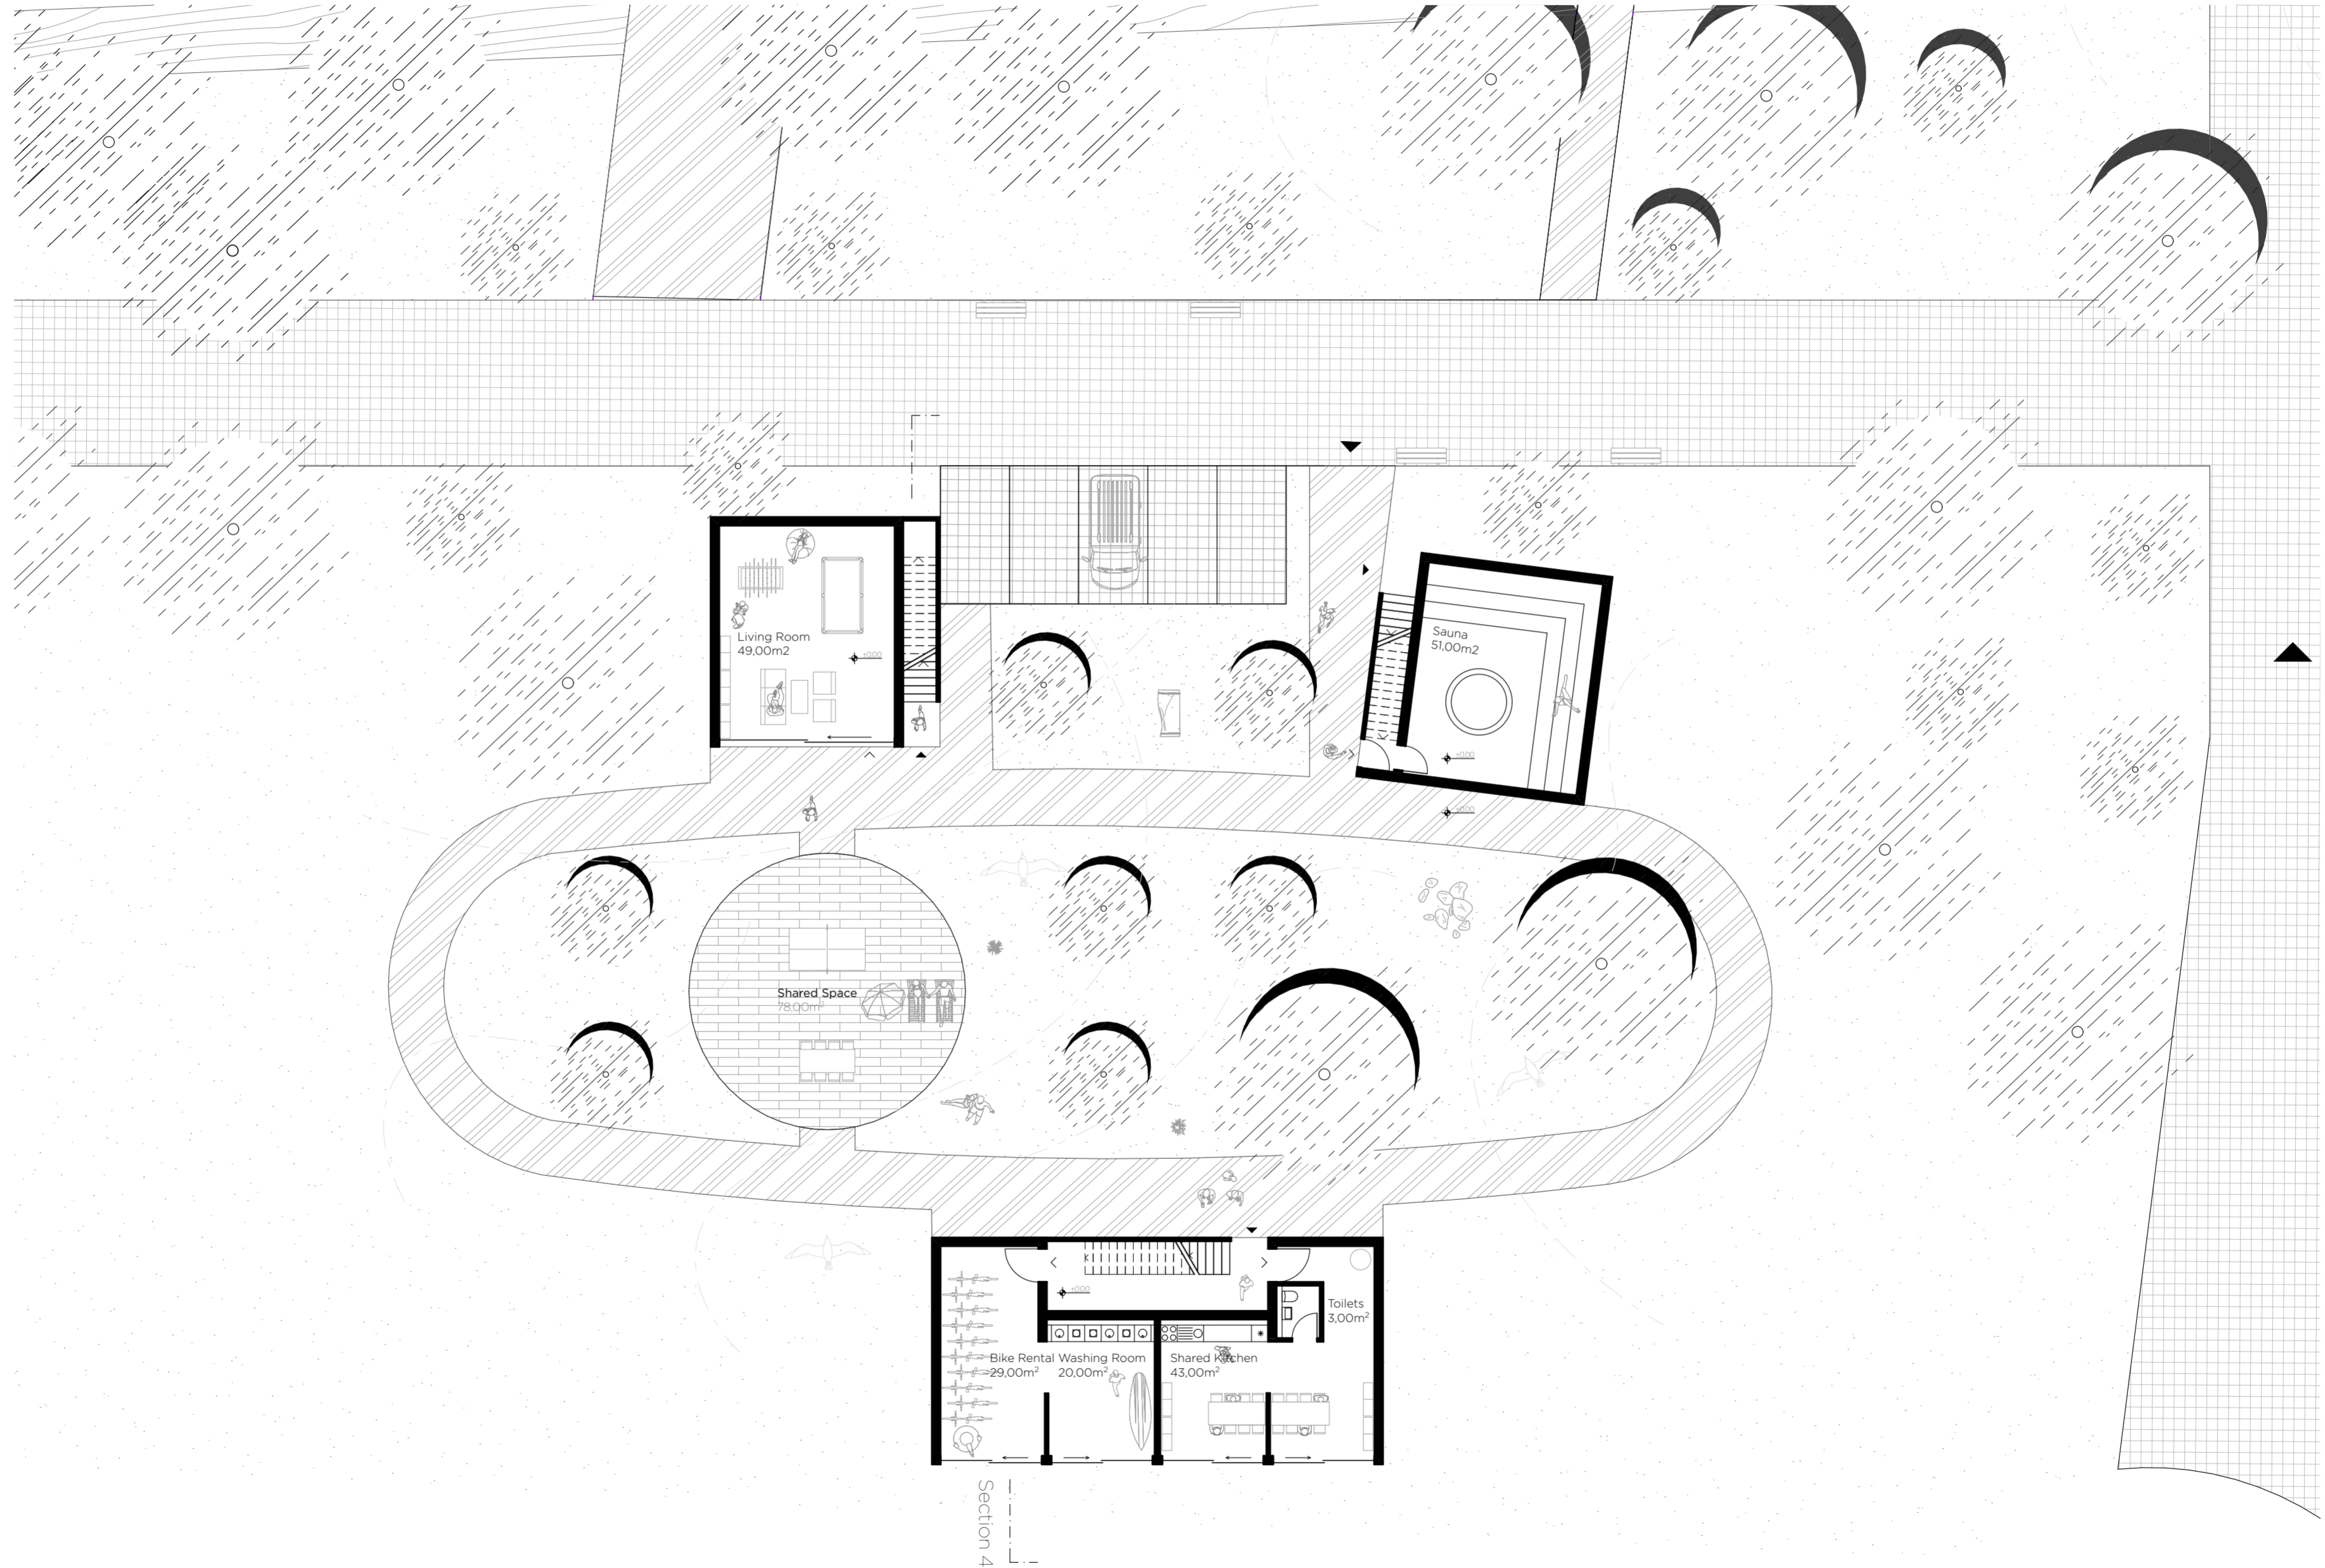 Living Room
49,00m2
+0.00
Sauna
51,00m2
+0.00
+0.00
Shared Space
78,00m²
+0.00
Toilets
3,00m²
Bike Rental
29,00m²
Washing Room
20,00m²
Shared Kitchen
43,00m²
Section 4